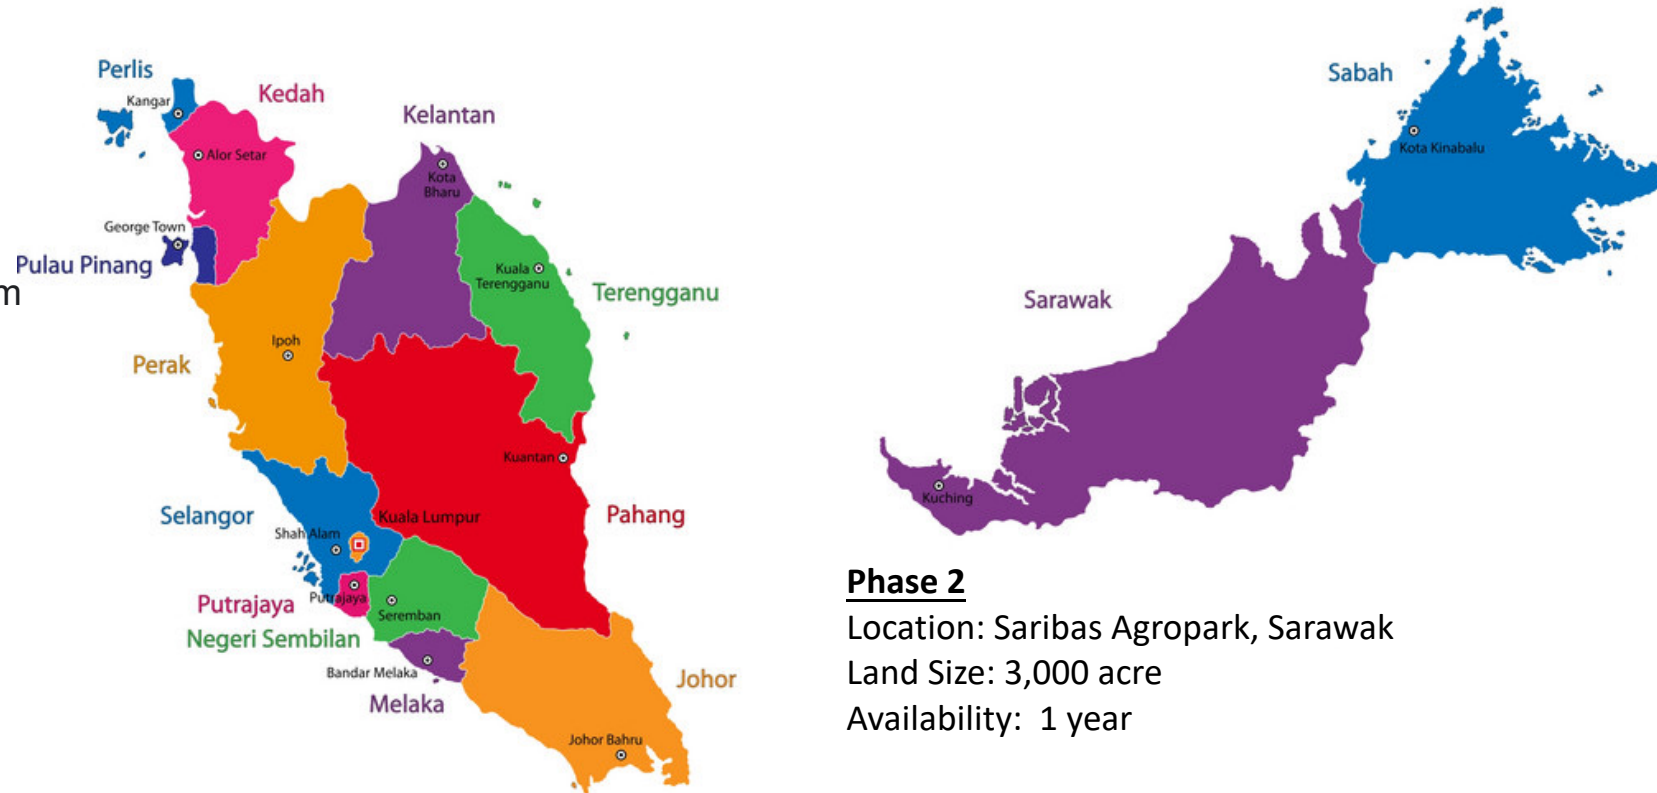 Perlis
Kangar
Kedah
Alor Setar
Kelantan
Kota
Bharu
George Town
Pulau Pinang
m
Kuala
Terengganu
Terengganu
Ipoh
Perak
Kuantan
Selangor
Kuala Lumpur
Pahang
Shah Alam
Putrajaya
Putrajaya
Seremban
Negeri Sembilan
Bandar Melaka
Melaka
Johor
Johor Bahru
Sabah
Kota Kinabalu
Sarawak
Kuching
Phase 2
Location: Saribas Agropark, Sarawak
Land Size: 3,000 acre
Availability:  1 year